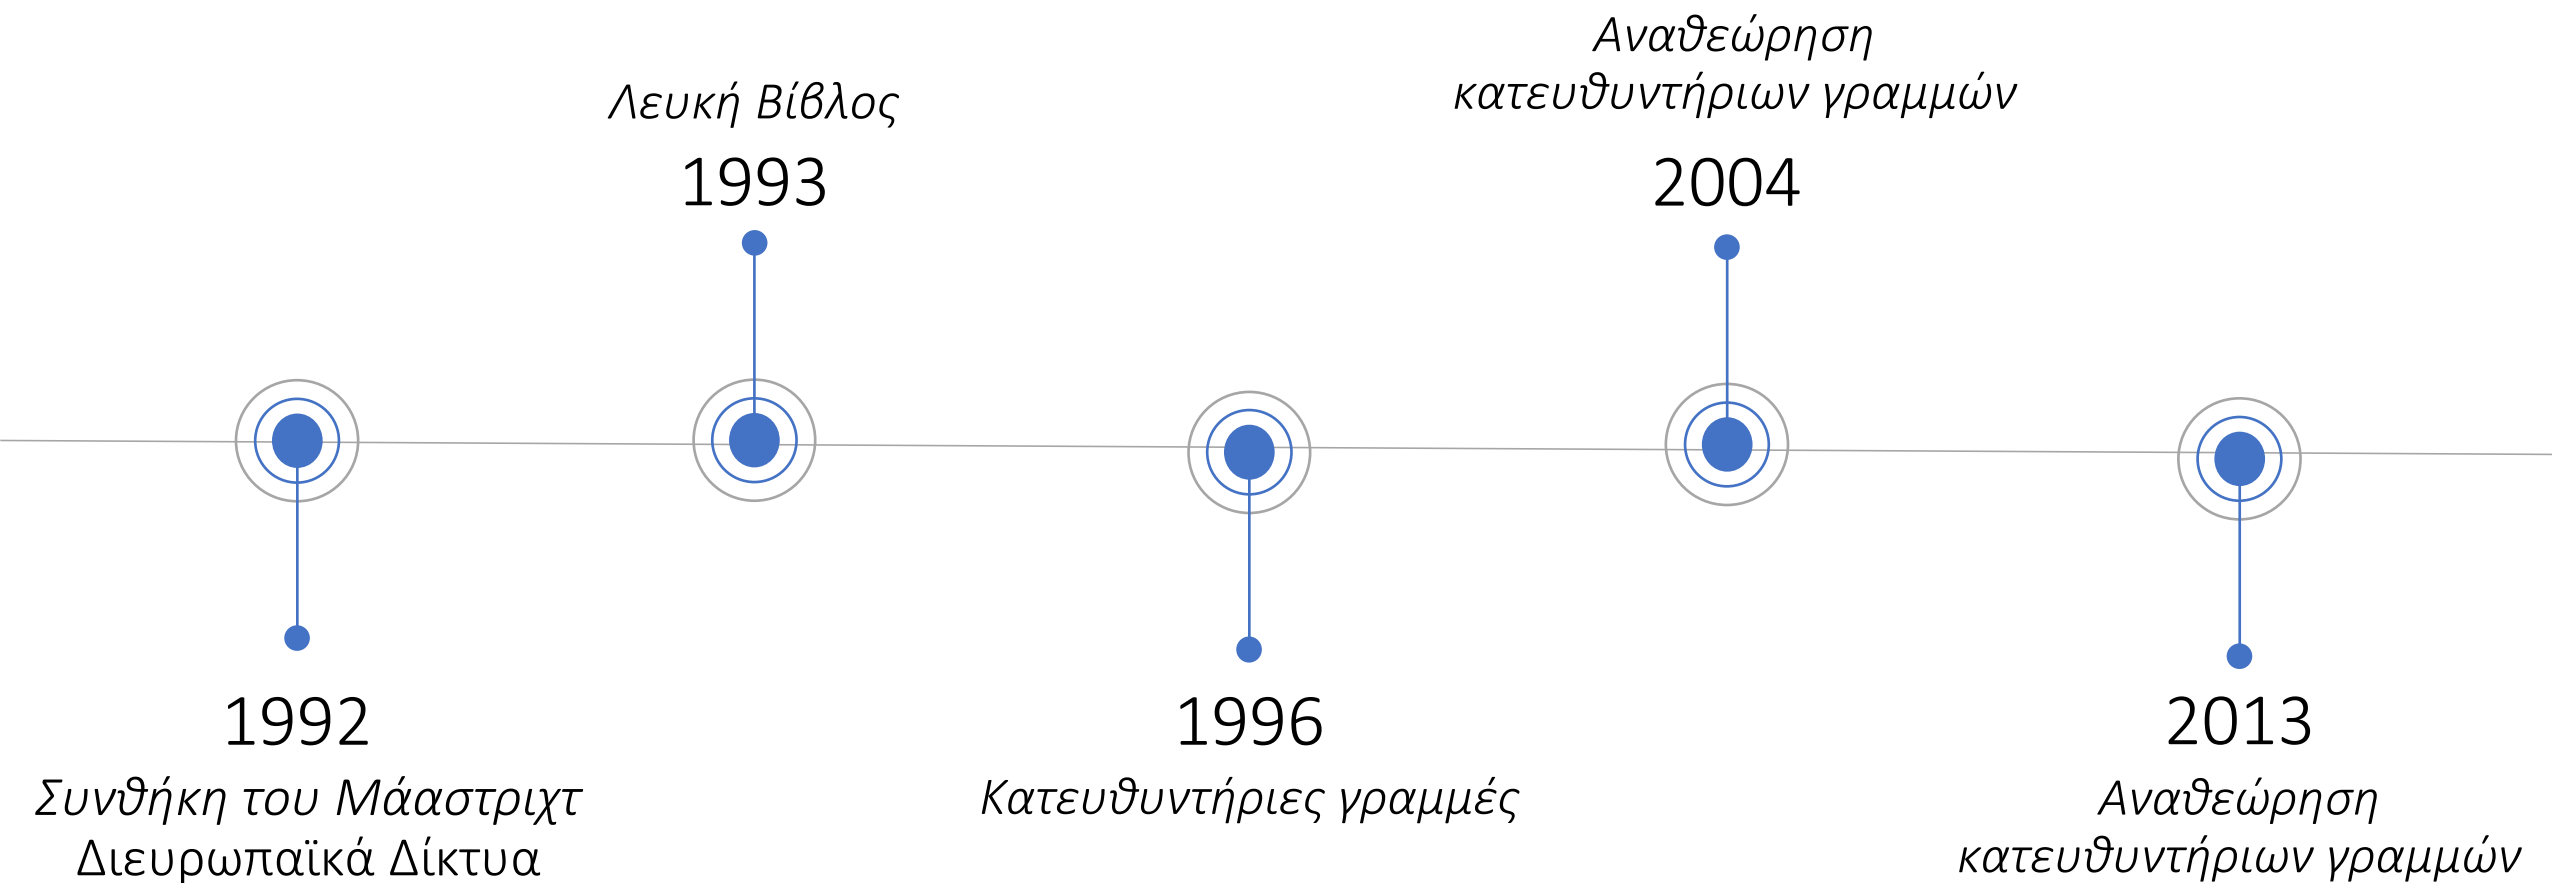 1992
Συνθήκη του Μάαστριχτ
Διευρωπαϊκά Δίκτυα
Λευκή Βίβλος
1993
1996
Κατευθυντήριες γραμμές
Αναθεώρηση
κατευθυντήριων γραμμών
2004
2013
Αναθεώρηση
κατευθυντήριων γραμμών